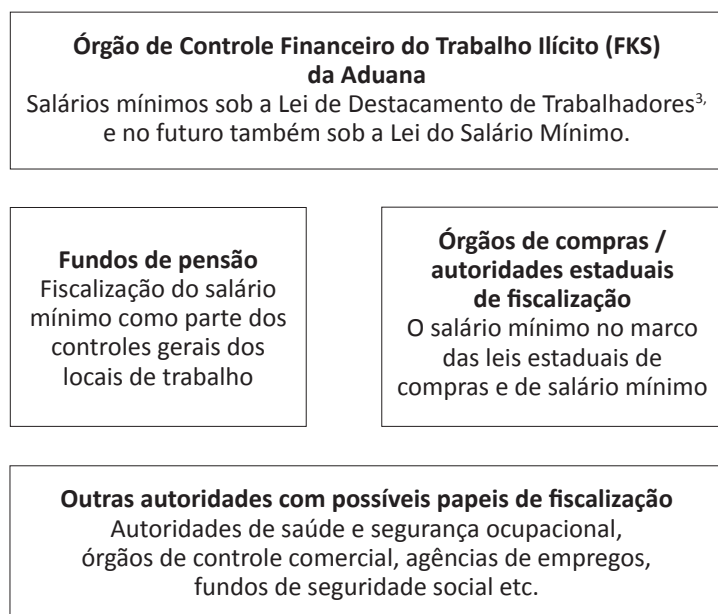 Órgão de Controle Financeiro do Trabalho Ilícito (FKS)
da Aduana
Salários mínimos sob a Lei de Destacamento de Trabalhadores³,
e no futuro também sob a Lei do Salário Mínimo.
Fundos de pensão
Fiscalização do salário
mínimo como parte dos
controles gerais dos
locais de trabalho
Órgãos de compras /
autoridades estaduais
de fiscalização
O salário mínimo no marco
das leis estaduais de
compras e de salário mínimo
Outras autoridades com possíveis papeis de fiscalização
Autoridades de saúde e segurança ocupacional,
órgãos de controle comercial, agências de empregos,
fundos de seguridade social etc.